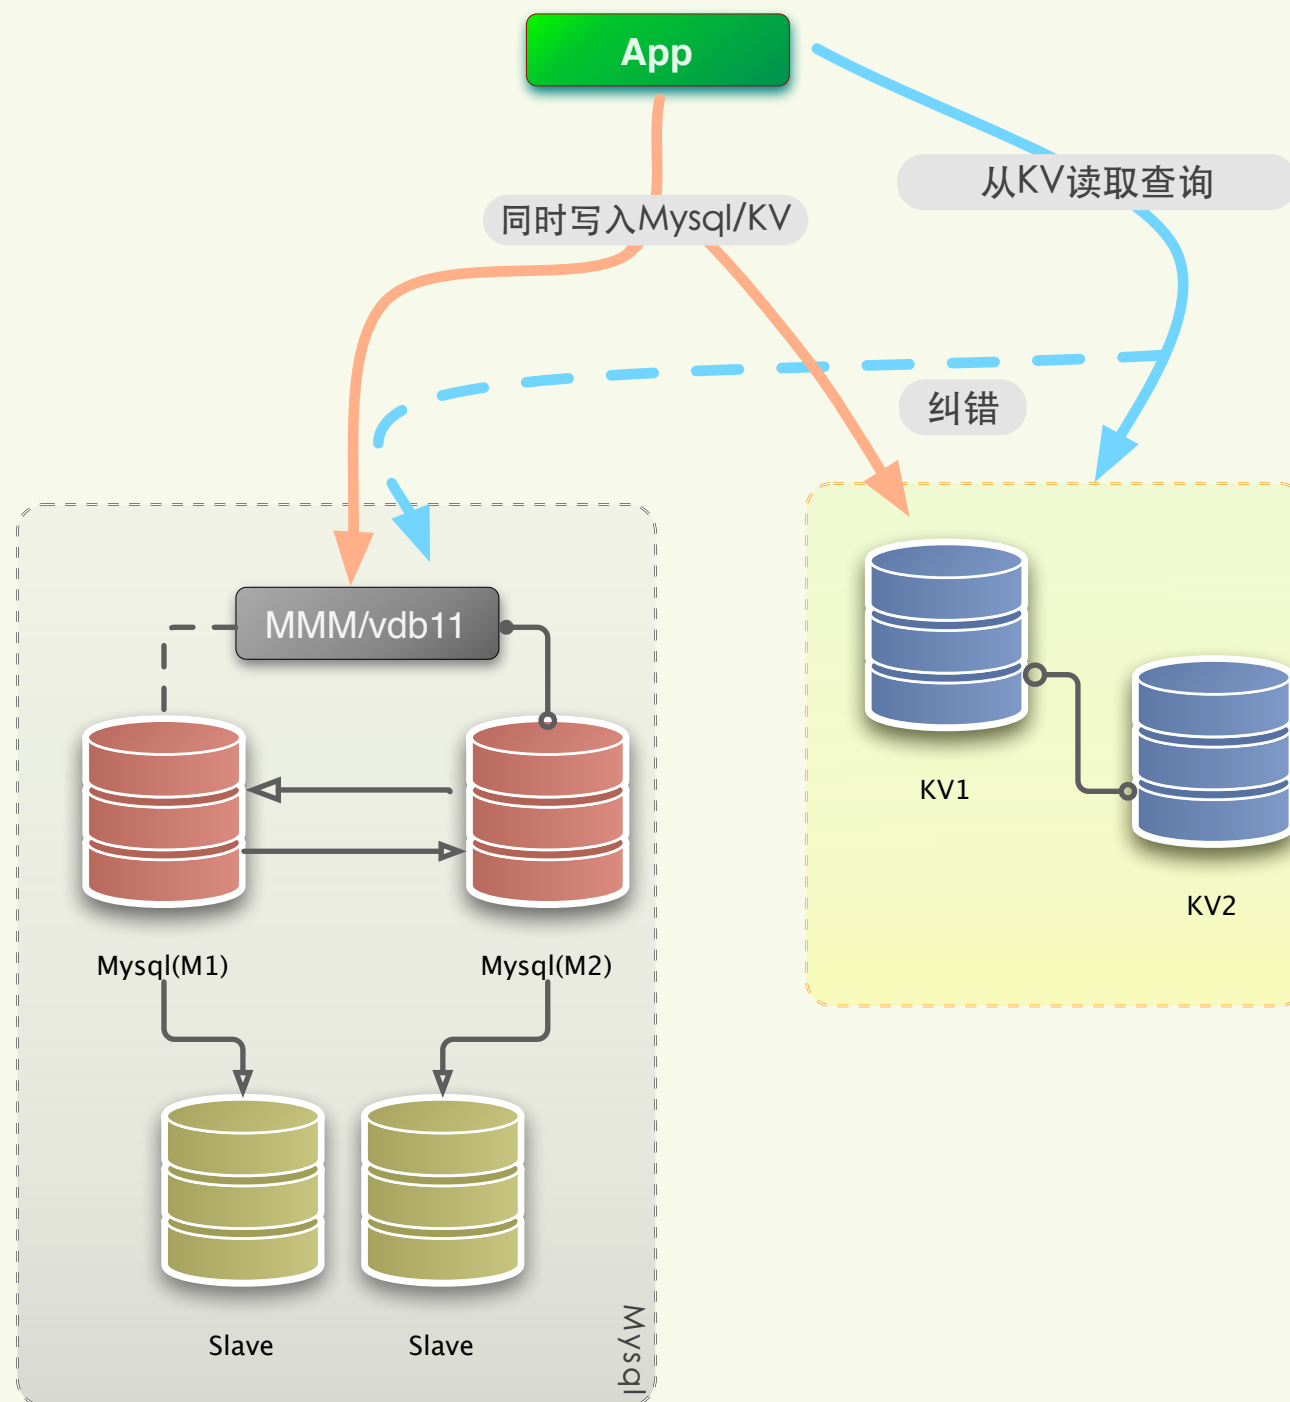 App
从KV读取查询
同时写入Mysql/KV
纠错
MMM/vdb11
KV1
KV2
Mysql(M1)
Mysql(M2)
Slave
Slave
Mysql